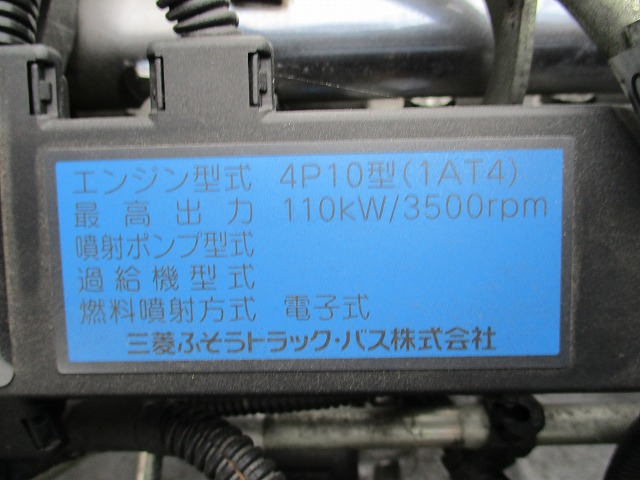 エンジン型式 4P10型(1AT4)
最高出力 110kW/3500rpm
噴射ポンプ型式
過給機型式
燃料噴射方式 電子式
三菱ふそうトラック・バス株式会社